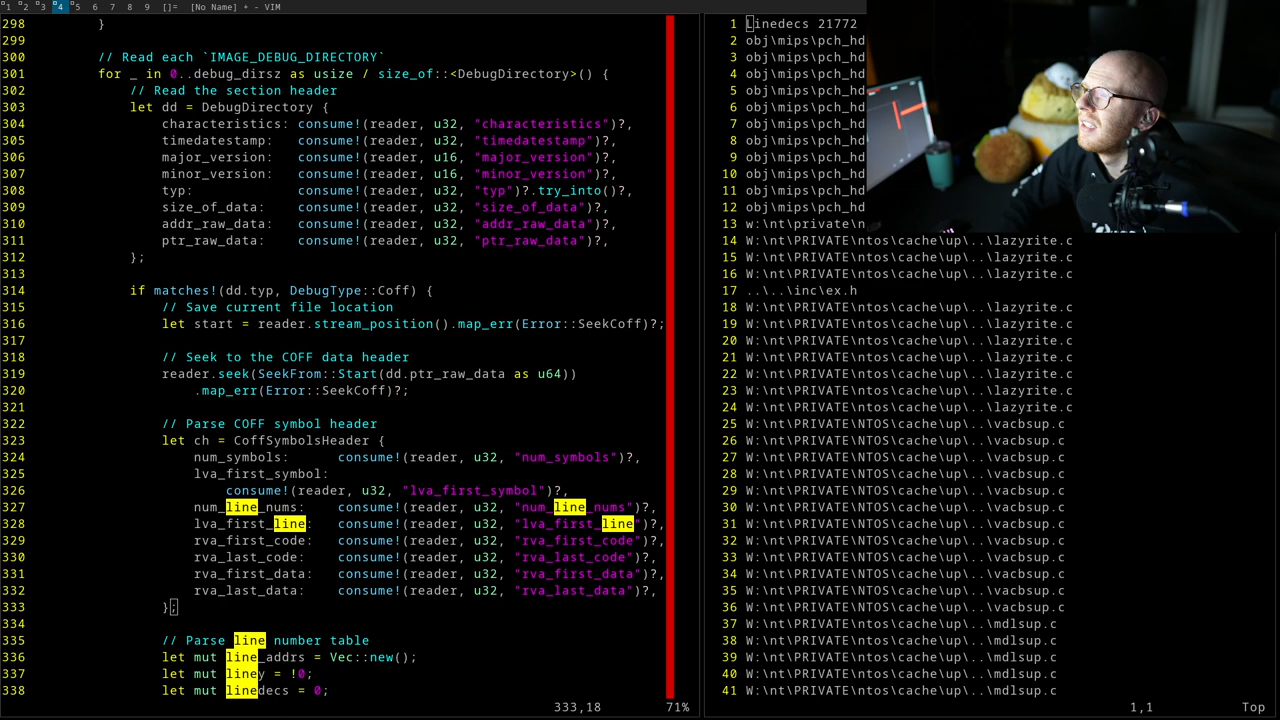 1 2 3 4 5 6 7 8 9 []= [No Name] + - VIM
298 }
299
300 // Read each `IMAGE_DEBUG_DIRECTORY`
301 for _ in 0..debug_dirsz as usize / size_of::<DebugDirectory>() {
302 // Read the section header
303 let dd = DebugDirectory {
304 characteristics: consume!(reader, u32, "characteristics")?,
305 timedatestamp: consume!(reader, u32, "timedatestamp")?,
306 major_version: consume!(reader, u16, "major_version")?,
307 minor_version: consume!(reader, u16, "minor_version")?,
308 typ: consume!(reader, u32, "typ")?.try_into()?,
309 size_of_data: consume!(reader, u32, "size_of_data")?,
310 addr_raw_data: consume!(reader, u32, "addr_raw_data")?,
311 ptr_raw_data: consume!(reader, u32, "ptr_raw_data")?,
312 };
313
314 if matches!(dd.typ, DebugType::Coff) {
315 // Save current file location
316 let start = reader.stream_position().map_err(Error::SeekCoff)?;
317
318 // Seek to the COFF data header
319 reader.seek(SeekFrom::Start(dd.ptr_raw_data as u64))
320 .map_err(Error::SeekCoff)?;
321
322 // Parse COFF symbol header
323 let ch = CoffSymbolsHeader {
324 num_symbols: consume!(reader, u32, "num_symbols")?,
325 lva_first_symbol:
326 consume!(reader, u32, "lva_first_symbol")?,
327 num_line_nums: consume!(reader, u32, "num_line_nums")?,
328 lva_first_line: consume!(reader, u32, "lva_first_line")?,
329 rva_first_code: consume!(reader, u32, "rva_first_code")?,
330 rva_last_code: consume!(reader, u32, "rva_last_code")?,
331 rva_first_data: consume!(reader, u32, "rva_first_data")?,
332 rva_last_data: consume!(reader, u32, "rva_last_data")?,
333 };
334
335 // Parse line number table
336 let mut line_addrs = Vec::new();
337 let mut liney = !0;
338 let mut linedecs = 0;
333,18 71%
1 Linedecs 21772
2 obj\mips\pch_hd
3 obj\mips\pch_hd
4 obj\mips\pch_hd
5 obj\mips\pch_hd
6 obj\mips\pch_hd
7 obj\mips\pch_hd
8 obj\mips\pch_hd
9 obj\mips\pch_hd
10 obj\mips\pch_hd
11 obj\mips\pch_hd
12 obj\mips\pch_hd
13 w:\nt\private\n
14 W:\nt\PRIVATE\ntos\cache\up\..\lazyrite.c
15 W:\nt\PRIVATE\ntos\cache\up\..\lazyrite.c
16 W:\nt\PRIVATE\ntos\cache\up\..\lazyrite.c
17 ..\..\inc\ex.h
18 W:\nt\PRIVATE\ntos\cache\up\..\lazyrite.c
19 W:\nt\PRIVATE\ntos\cache\up\..\lazyrite.c
20 W:\nt\PRIVATE\ntos\cache\up\..\lazyrite.c
21 W:\nt\PRIVATE\ntos\cache\up\..\lazyrite.c
22 W:\nt\PRIVATE\ntos\cache\up\..\lazyrite.c
23 W:\nt\PRIVATE\ntos\cache\up\..\lazyrite.c
24 W:\nt\PRIVATE\ntos\cache\up\..\lazyrite.c
25 W:\nt\PRIVATE\NTOS\cache\up\..\vacbsup.c
26 W:\nt\PRIVATE\NTOS\cache\up\..\vacbsup.c
27 W:\nt\PRIVATE\NTOS\cache\up\..\vacbsup.c
28 W:\nt\PRIVATE\NTOS\cache\up\..\vacbsup.c
29 W:\nt\PRIVATE\NTOS\cache\up\..\vacbsup.c
30 W:\nt\PRIVATE\NTOS\cache\up\..\vacbsup.c
31 W:\nt\PRIVATE\NTOS\cache\up\..\vacbsup.c
32 W:\nt\PRIVATE\NTOS\cache\up\..\vacbsup.c
33 W:\nt\PRIVATE\NTOS\cache\up\..\vacbsup.c
34 W:\nt\PRIVATE\NTOS\cache\up\..\vacbsup.c
35 W:\nt\PRIVATE\NTOS\cache\up\..\vacbsup.c
36 W:\nt\PRIVATE\NTOS\cache\up\..\vacbsup.c
37 W:\nt\PRIVATE\NTOS\cache\up\..\mdlsup.c
38 W:\nt\PRIVATE\NTOS\cache\up\..\mdlsup.c
39 W:\nt\PRIVATE\NTOS\cache\up\..\mdlsup.c
40 W:\nt\PRIVATE\NTOS\cache\up\..\mdlsup.c
41 W:\nt\PRIVATE\NTOS\cache\up\..\mdlsup.c
1,1 Top